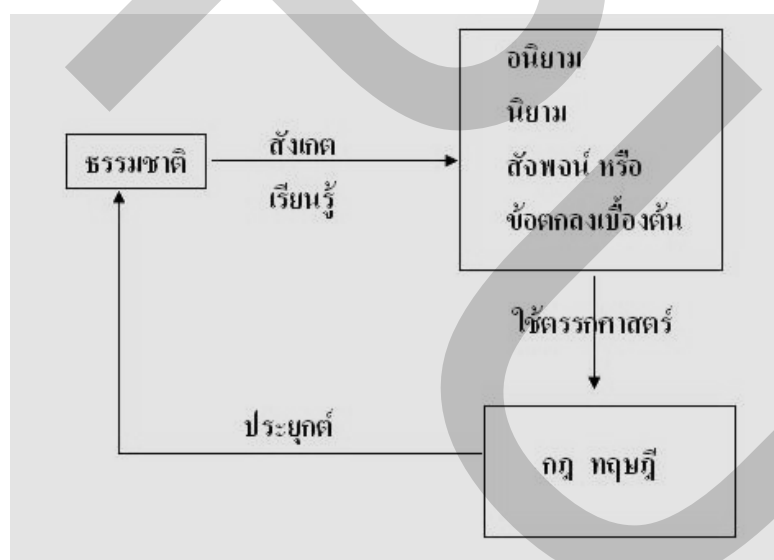 อนิยาม
นิยาม
สัจพจน์ หรือ
ข้อตกลงเบื้องต้น
ธรรมชาติ
สังเกต
เรียนรู้
ใช้ตรรกศาสตร์
ประยุกต์
กฎ ทฤษฎี